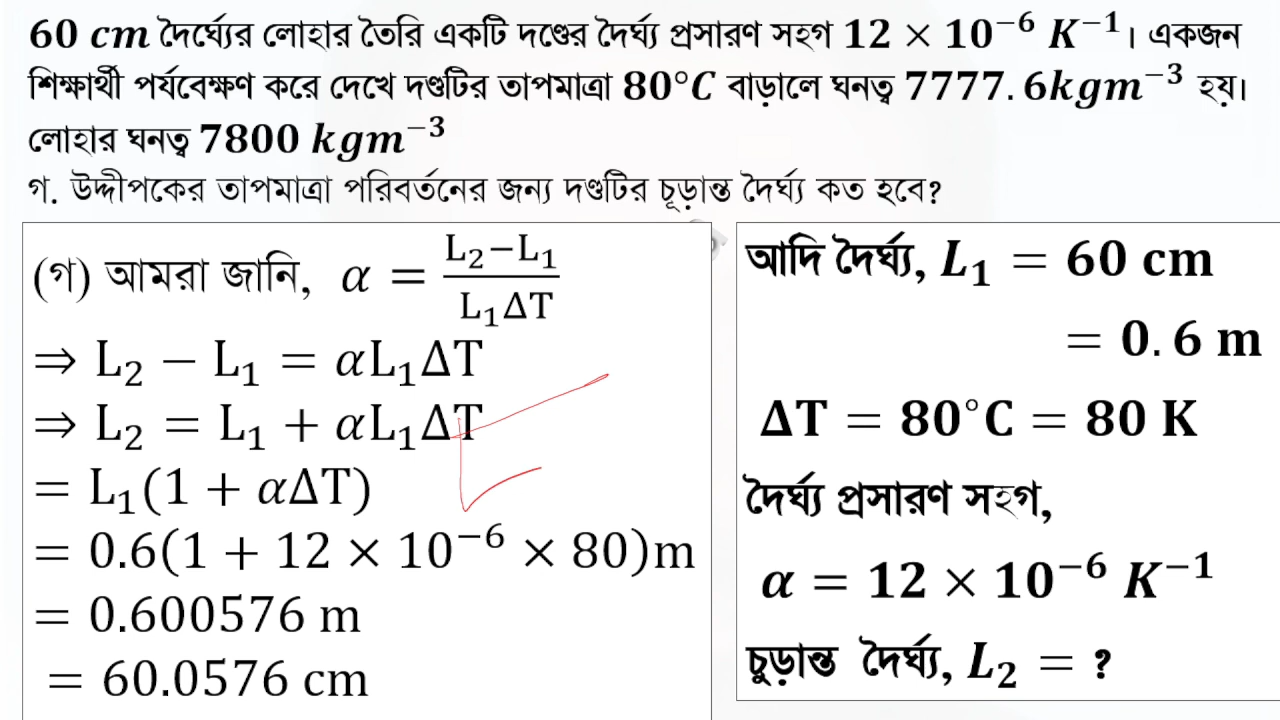 60 cm দৈর্ঘ্যের লোহার তৈরি একটি দণ্ডের দৈর্ঘ্য প্রসারণ সহগ 12 × 10⁻⁶ K⁻¹। একজন
শিক্ষার্থী পর্যবেক্ষণ করে দেখে দণ্ডটির তাপমাত্রা 80°C বাড়ালে ঘনত্ব 7777.6kgm⁻³ হয়।
লোহার ঘনত্ব 7800 kgm⁻³
গ. উদ্দীপকের তাপমাত্রা পরিবর্তনের জন্য দণ্ডটির চূড়ান্ত দৈর্ঘ্য কত হবে?
(গ) আমরা জানি, α = (L₂−L₁)/(L₁ΔT)
⇒ L₂ − L₁ = αL₁ΔT
⇒ L₂ = L₁ + αL₁ΔT
= L₁(1 + αΔT)
= 0.6(1 + 12 × 10⁻⁶ × 80)m
= 0.600576 m
= 60.0576 cm
আদি দৈর্ঘ্য, L₁ = 60 cm
= 0.6 m
ΔT = 80°C = 80 K
দৈর্ঘ্য প্রসারণ সহগ,
α = 12 × 10⁻⁶ K⁻¹
চুড়ান্ত দৈর্ঘ্য, L₂ = ?